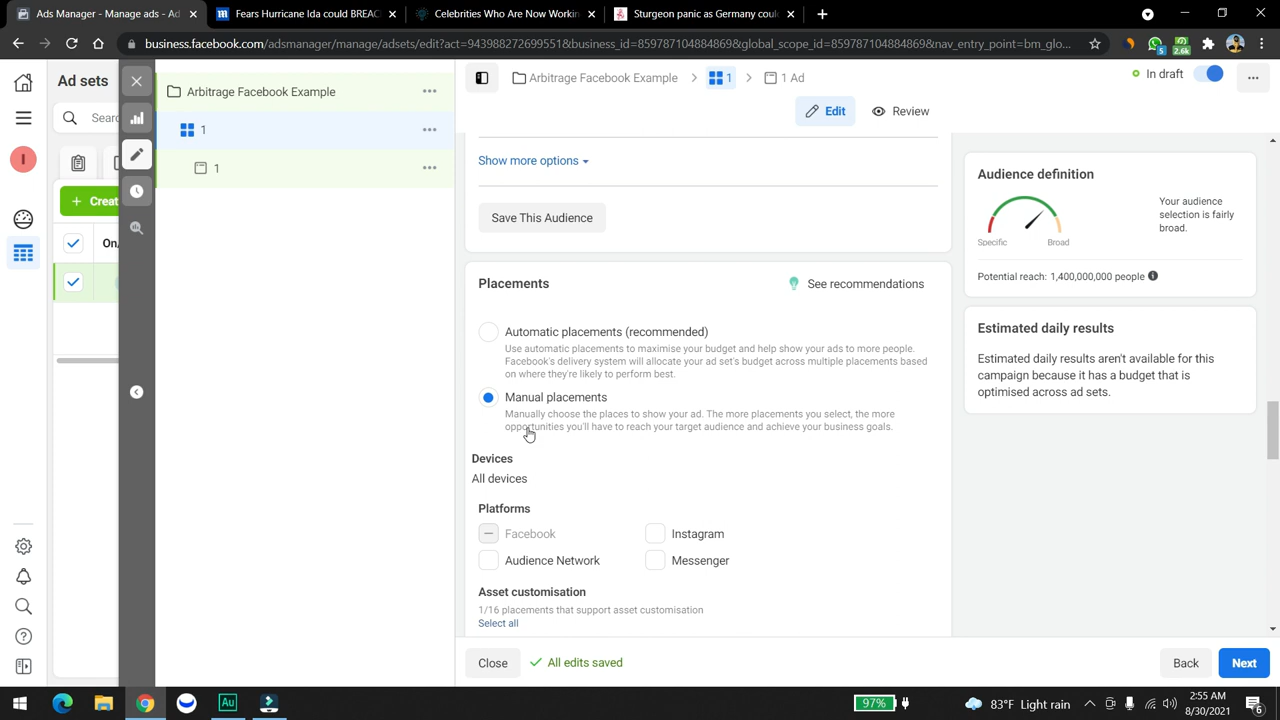 Ads Manager - Manage ads - Ad
Fears Hurricane Ida could BREAC
Celebrities Who Are Now Workin
Sturgeon panic as Germany coul
business.facebook.com/adsmanager/manage/adsets/edit?act=943988272699551&business_id=859787104884869&global_scope_id=859787104884869&nav_entry_point=bm_glo...
5
2.6k
Ad sets
Arbitrage Facebook Example
1 Ad
In draft
Arbitrage Facebook Example
1
1
1
Edit
Review
Searc
I
Creat
On,
Show more options
Save This Audience
Audience definition
Your audience
selection is fairly
broad.
Specific
Broad
Potential reach: 1,400,000,000 people
Placements
See recommendations
Estimated daily results
Estimated daily results aren't available for this
campaign because it has a budget that is
optimised across ad sets.
Automatic placements (recommended)
Use automatic placements to maximise your budget and help show your ads to more people.
Facebook's delivery system will allocate your ad set's budget across multiple placements based
on where they're likely to perform best.
Manual placements
Manually choose the places to show your ad. The more placements you select, the more
opportunities you'll have to reach your target audience and achieve your business goals.
Devices
All devices
Platforms
Facebook
Instagram
Audience Network
Messenger
Asset customisation
1/16 placements that support asset customisation
Select all
Close
All edits saved
Back
Next
Au
97%
83°F Light rain
2:55 AM
8/30/2021
6